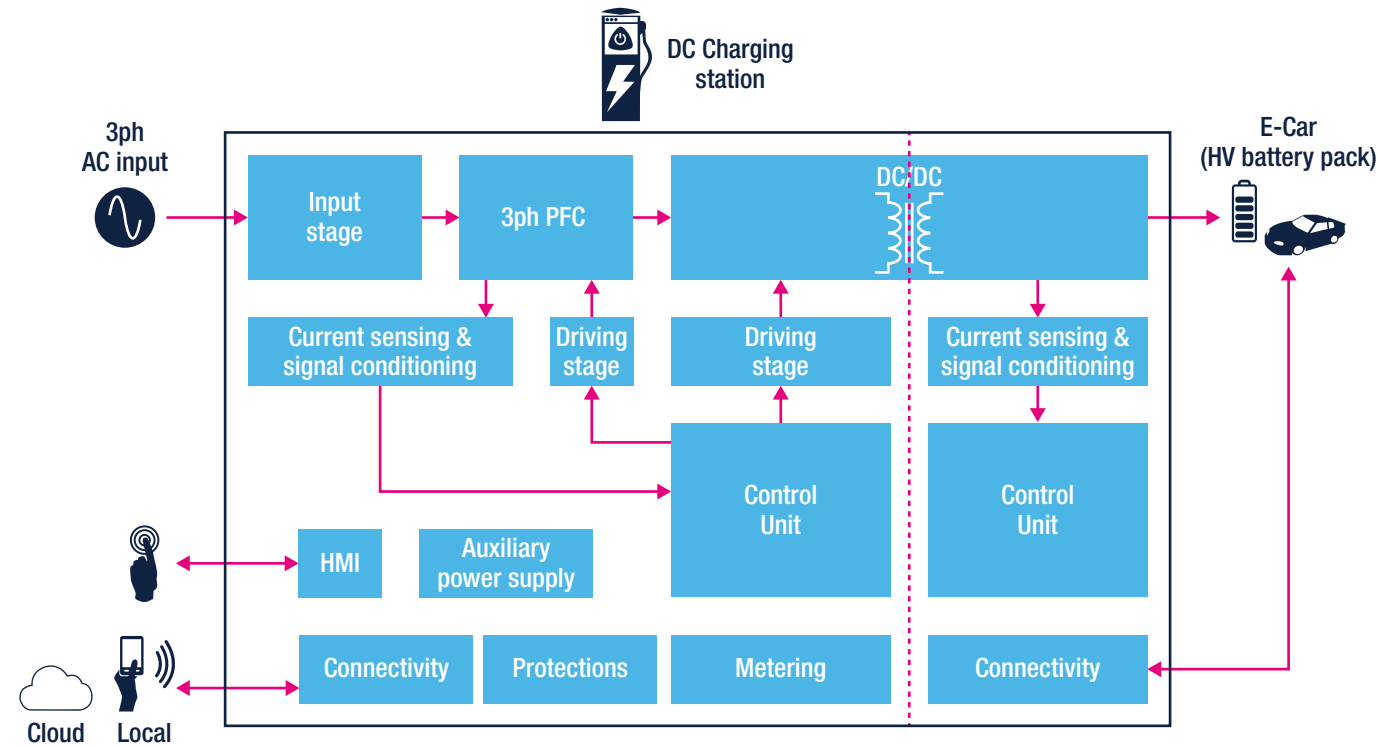 DC Charging
station
3ph
AC input
E-Car
(HV battery pack)
Input
stage
3ph PFC
DC/DC
Current sensing &
signal conditioning
Driving
stage
Driving
stage
Current sensing &
signal conditioning
Control
Unit
Control
Unit
HMI
Auxiliary
power supply
Connectivity
Protections
Metering
Connectivity
Cloud
Local